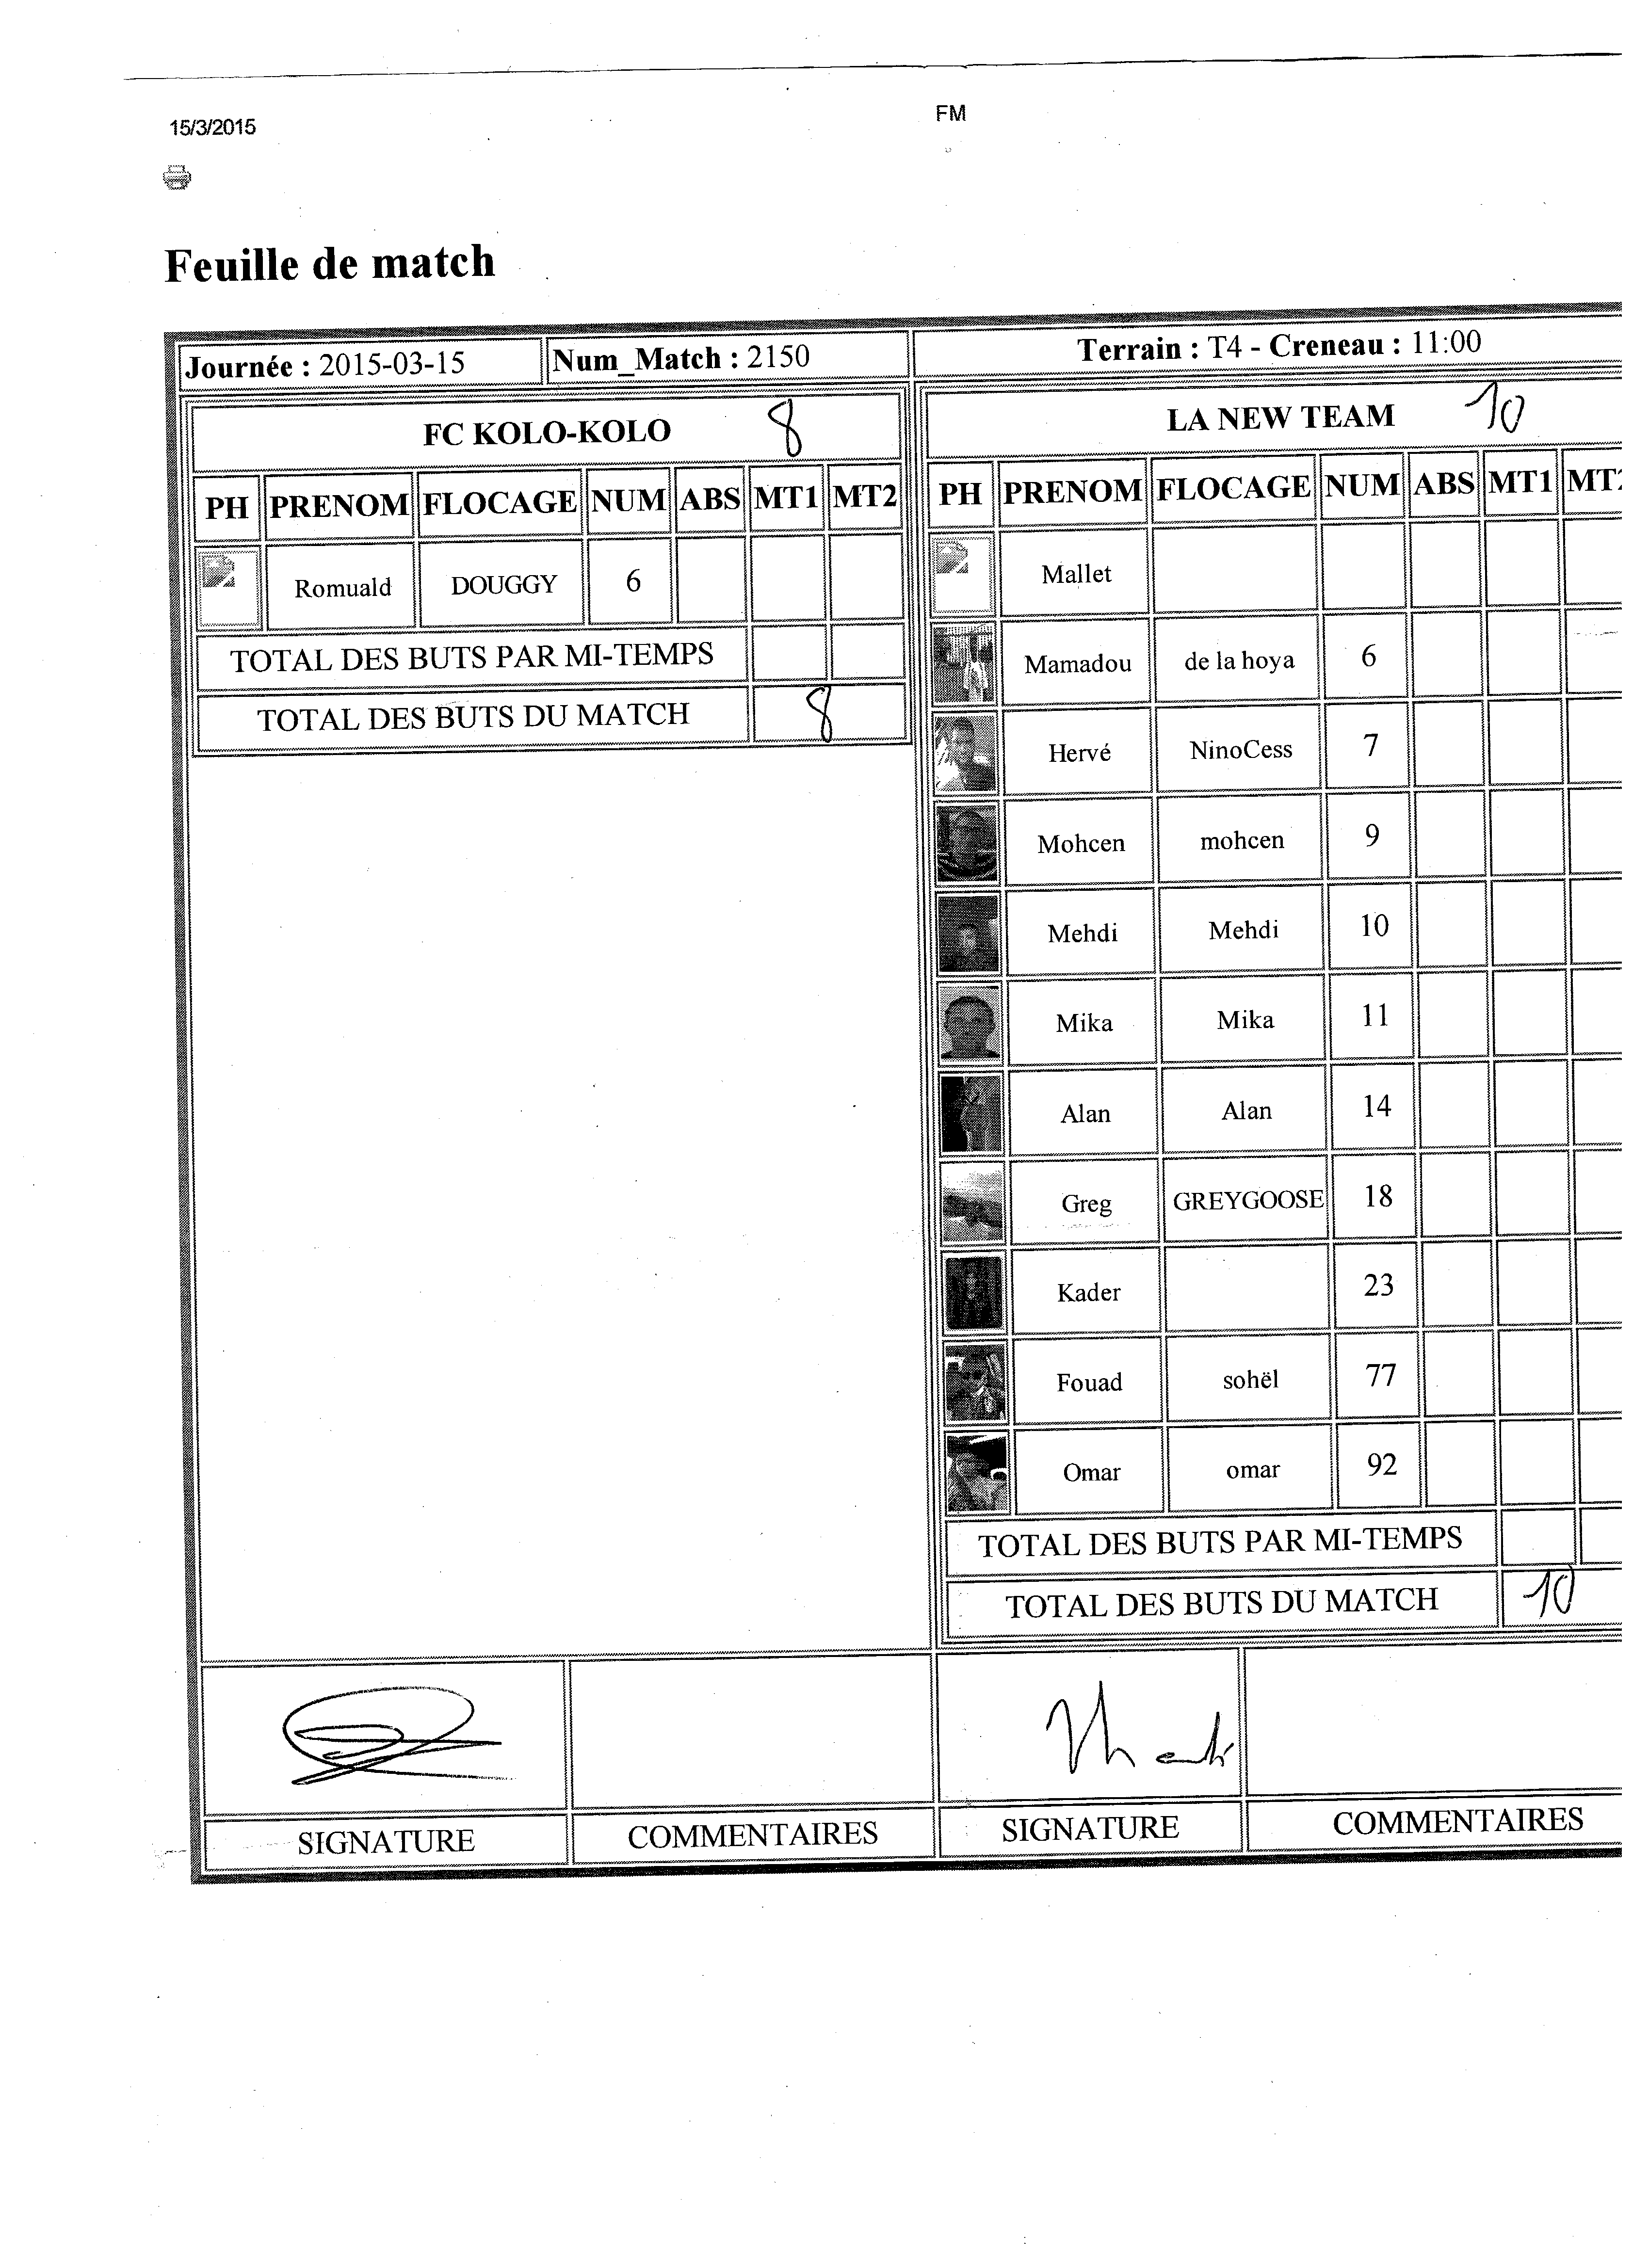 15/3/2015
FM
Feuille de match
Journée : 2015-03-15 Num_Match : 2150 Terrain : T4 - Creneau : 11:00
FC KOLO-KOLO 8
PH PRENOM FLOCAGE NUM ABS MT1 MT2
Romuald DOUGGY 6
TOTAL DES BUTS PAR MI-TEMPS
TOTAL DES BUTS DU MATCH 8
LA NEW TEAM 10
PH PRENOM FLOCAGE NUM ABS MT1 MT
Mallet
Mamadou de la hoya 6
Hervé NinoCess 7
Mohcen mohcen 9
Mehdi Mehdi 10
Mika Mika 11
Alan Alan 14
Greg GREYGOOSE 18
Kader 23
Fouad sohël 77
Omar omar 92
TOTAL DES BUTS PAR MI-TEMPS
TOTAL DES BUTS DU MATCH 10
SIGNATURE COMMENTAIRES SIGNATURE COMMENTAIRES